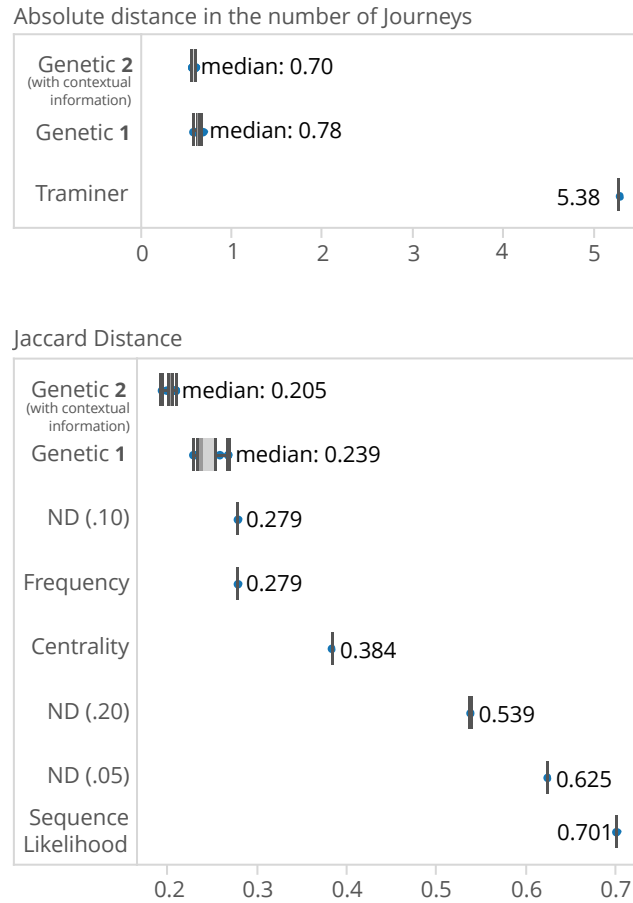 Absolute distance in the number of Journeys
Genetic 2
(with contextual
information)
median: 0.70
Genetic 1
median: 0.78
Traminer
5.38
0 1 2 3 4 5
Jaccard Distance
Genetic 2
(with contextual
information)
median: 0.205
Genetic 1
median: 0.239
ND (.10)
0.279
Frequency
0.279
Centrality
0.384
ND (.20)
0.539
ND (.05)
0.625
Sequence
Likelihood
0.701
0.2 0.3 0.4 0.5 0.6 0.7